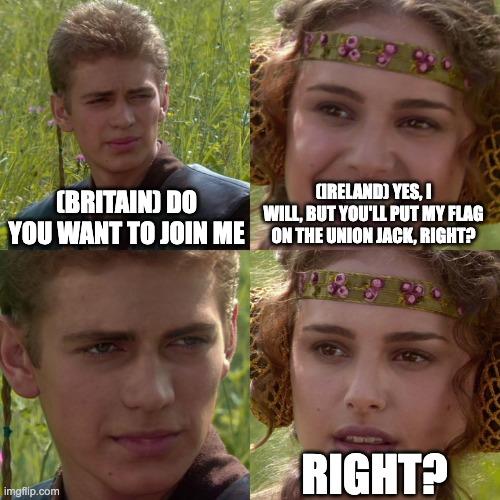 (BRITAIN) DO
YOU WANT TO JOIN ME
(IRELAND) YES, I
WILL, BUT YOU'LL PUT MY FLAG
ON THE UNION JACK, RIGHT?
RIGHT?
imgflip.com